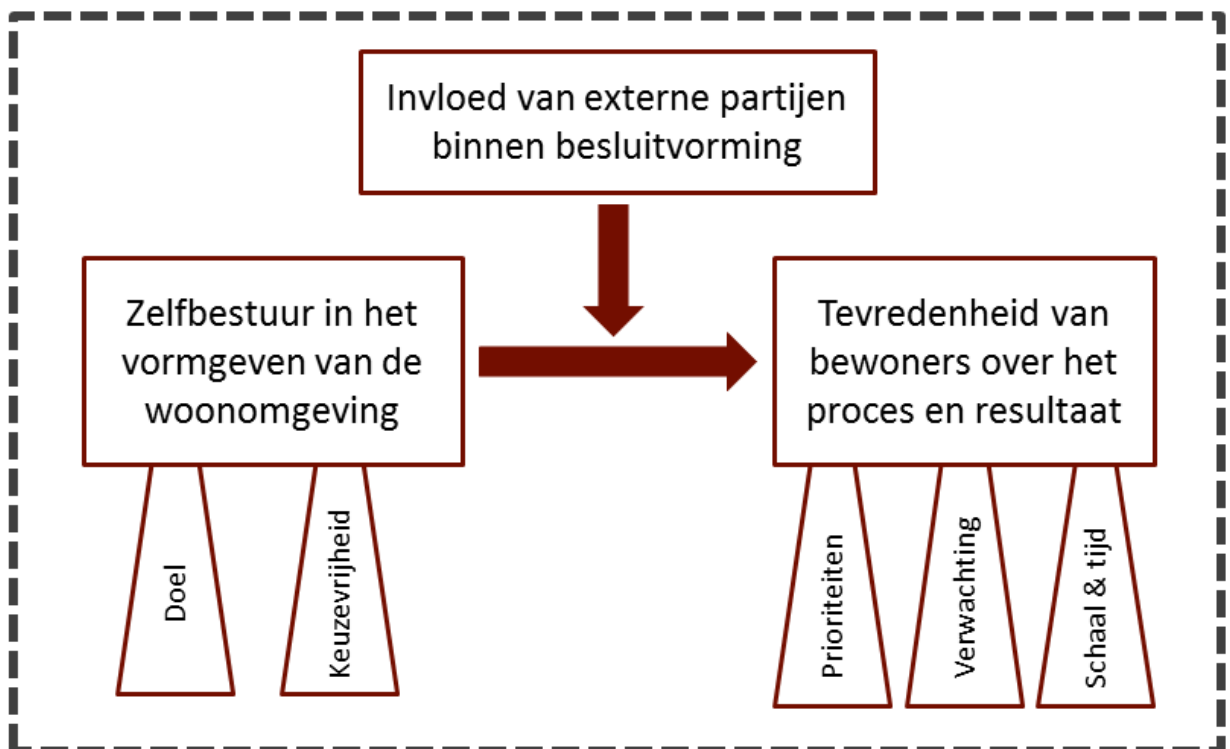 Invloed van externe partijen
binnen besluitvorming
Zelfbestuur in het
vormgeven van de
woonomgeving
Tevredenheid van
bewoners over het
proces en resultaat
Doel
Keuzevrijheid
Prioriteiten
Verwachting
Schaal & tijd